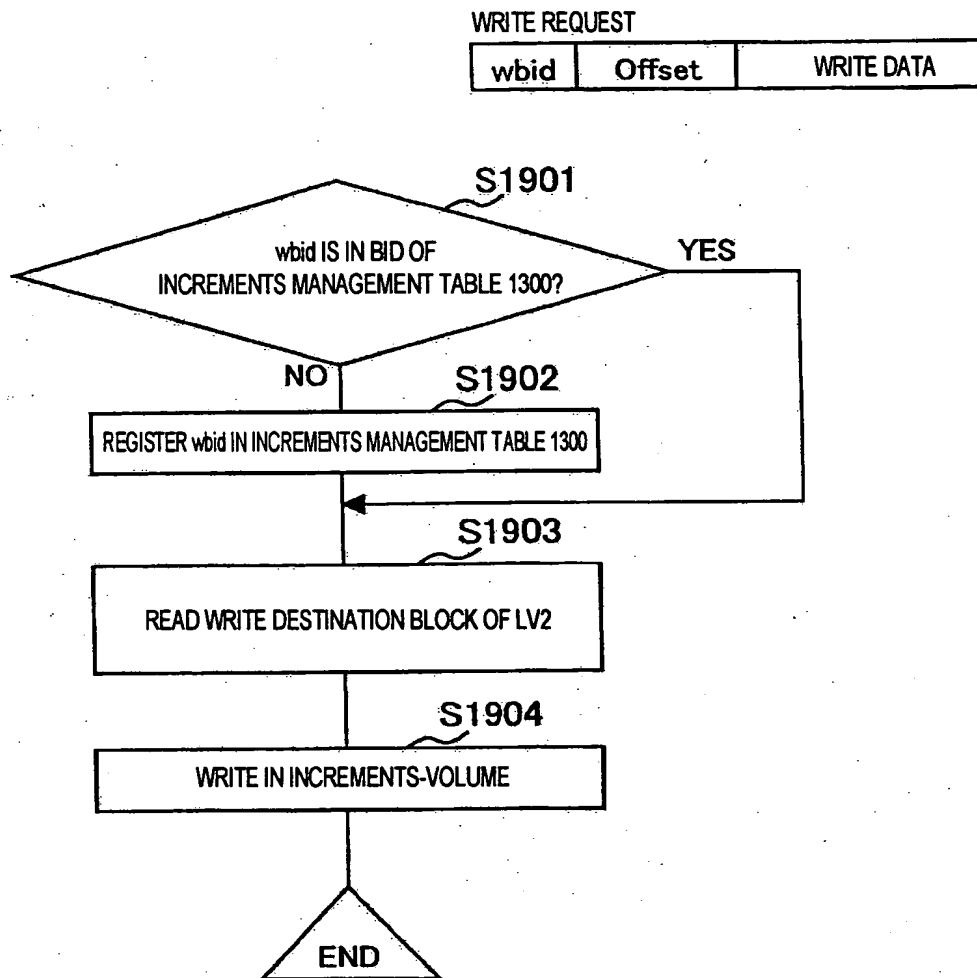 WRITE REQUEST
wbid Offset WRITE DATA
S1901
wbid IS IN BID OF
INCREMENTS MANAGEMENT TABLE 1300?
YES
NO
S1902
REGISTER wbid IN INCREMENTS MANAGEMENT TABLE 1300
S1903
READ WRITE DESTINATION BLOCK OF LV2
S1904
WRITE IN INCREMENTS-VOLUME
END